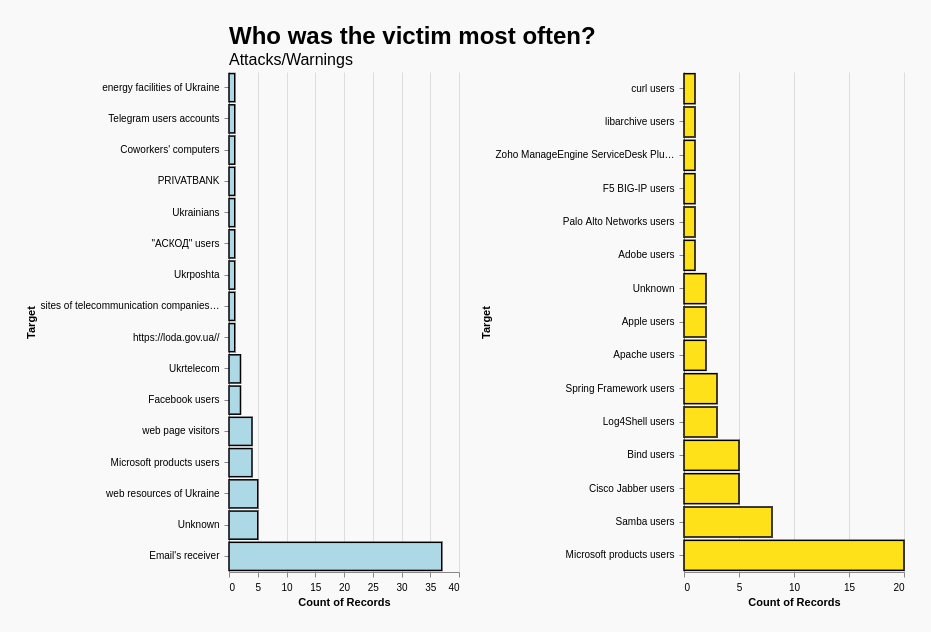 Who was the victim most often?
Attacks/Warnings
Target
energy facilities of Ukraine
Telegram users accounts
Coworkers' computers
PRIVATBANK
Ukrainians
"АСКОД" users
Ukrposhta
sites of telecommunication companies…
https://loda.gov.ua//
Ukrtelecom
Facebook users
web page visitors
Microsoft products users
web resources of Ukraine
Unknown
Email's receiver
0 5 10 15 20 25 30 35 40
Count of Records
Target
curl users
libarchive users
Zoho ManageEngine ServiceDesk Plu…
F5 BIG-IP users
Palo Alto Networks users
Adobe users
Unknown
Apple users
Apache users
Spring Framework users
Log4Shell users
Bind users
Cisco Jabber users
Samba users
Microsoft products users
0 5 10 15 20
Count of Records